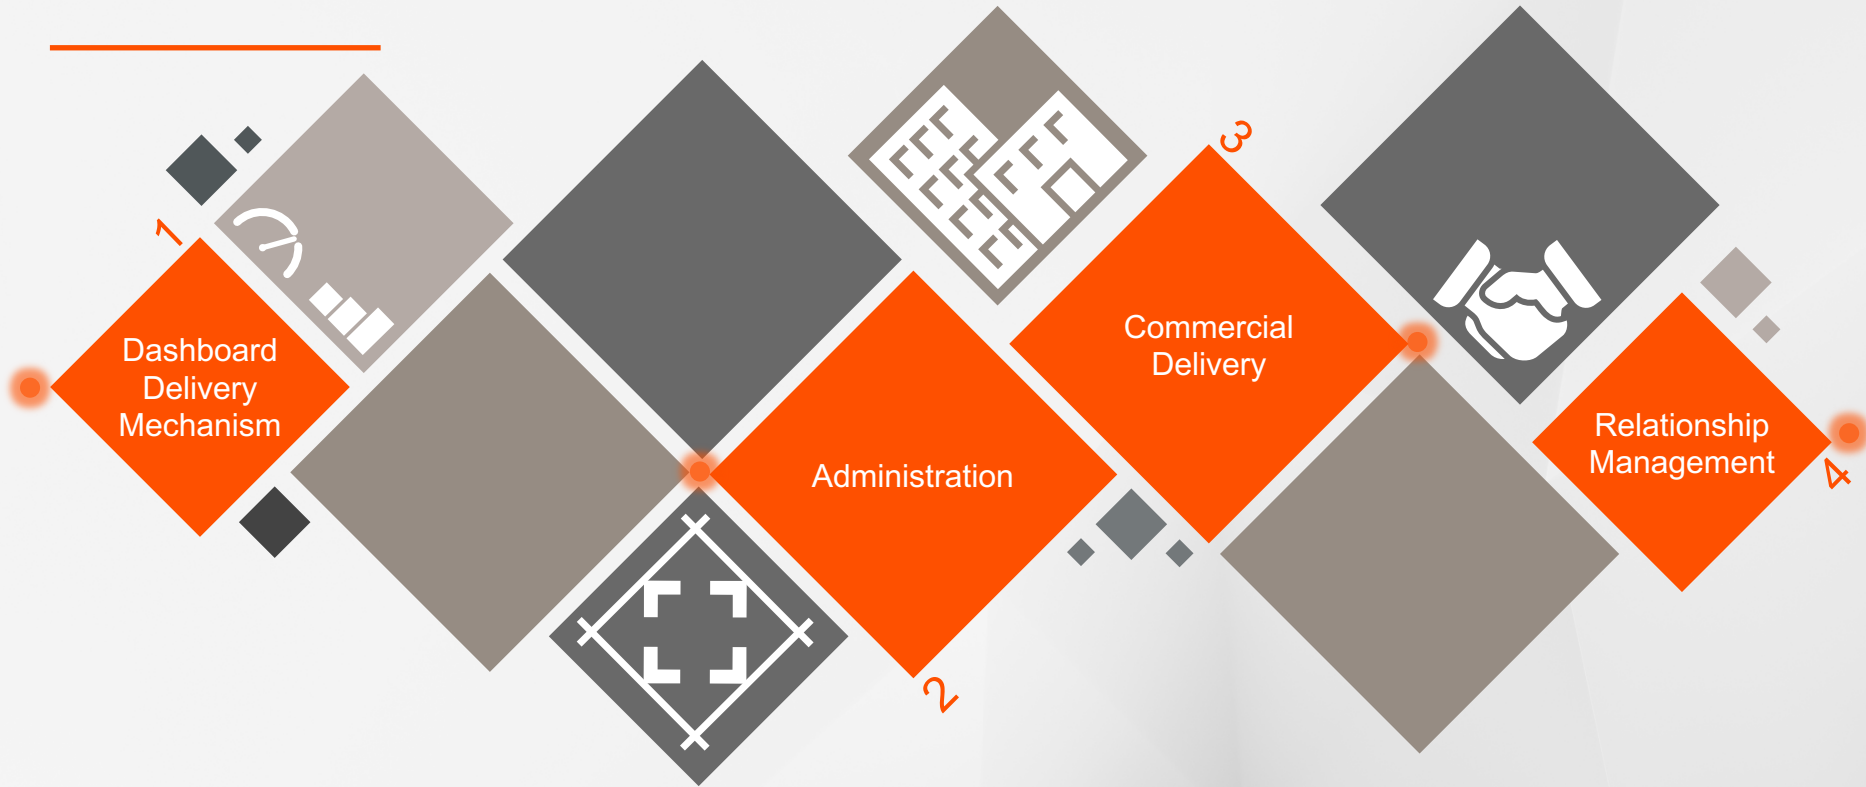 1
Dashboard
Delivery
Mechanism
Administration
2
3
Commercial
Delivery
Relationship
Management
4